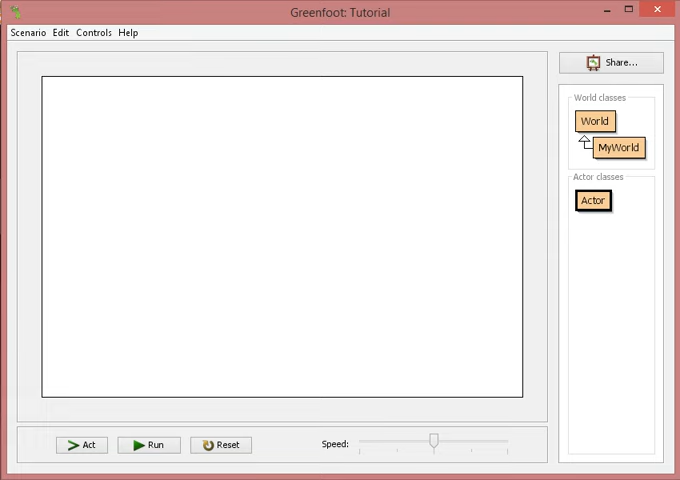 Greenfoot: Tutorial
Scenario Edit Controls Help
Share...
World classes
World
MyWorld
Actor classes
Actor
Act Run Reset Speed: